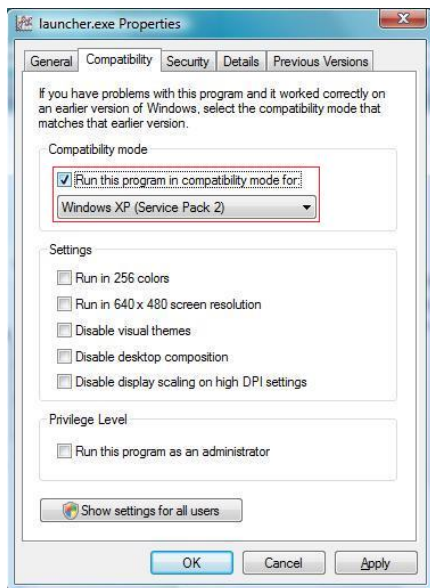 launcher.exe Properties
General Compatibility Security Details Previous Versions
If you have problems with this program and it worked correctly on
an earlier version of Windows, select the compatibility mode that
matches that earlier version.
Compatibility mode
Run this program in compatibility mode for:
Windows XP (Service Pack 2)
Settings
Run in 256 colors
Run in 640 x 480 screen resolution
Disable visual themes
Disable desktop composition
Disable display scaling on high DPI settings
Privilege Level
Run this program as an administrator
Show settings for all users
OK Cancel Apply